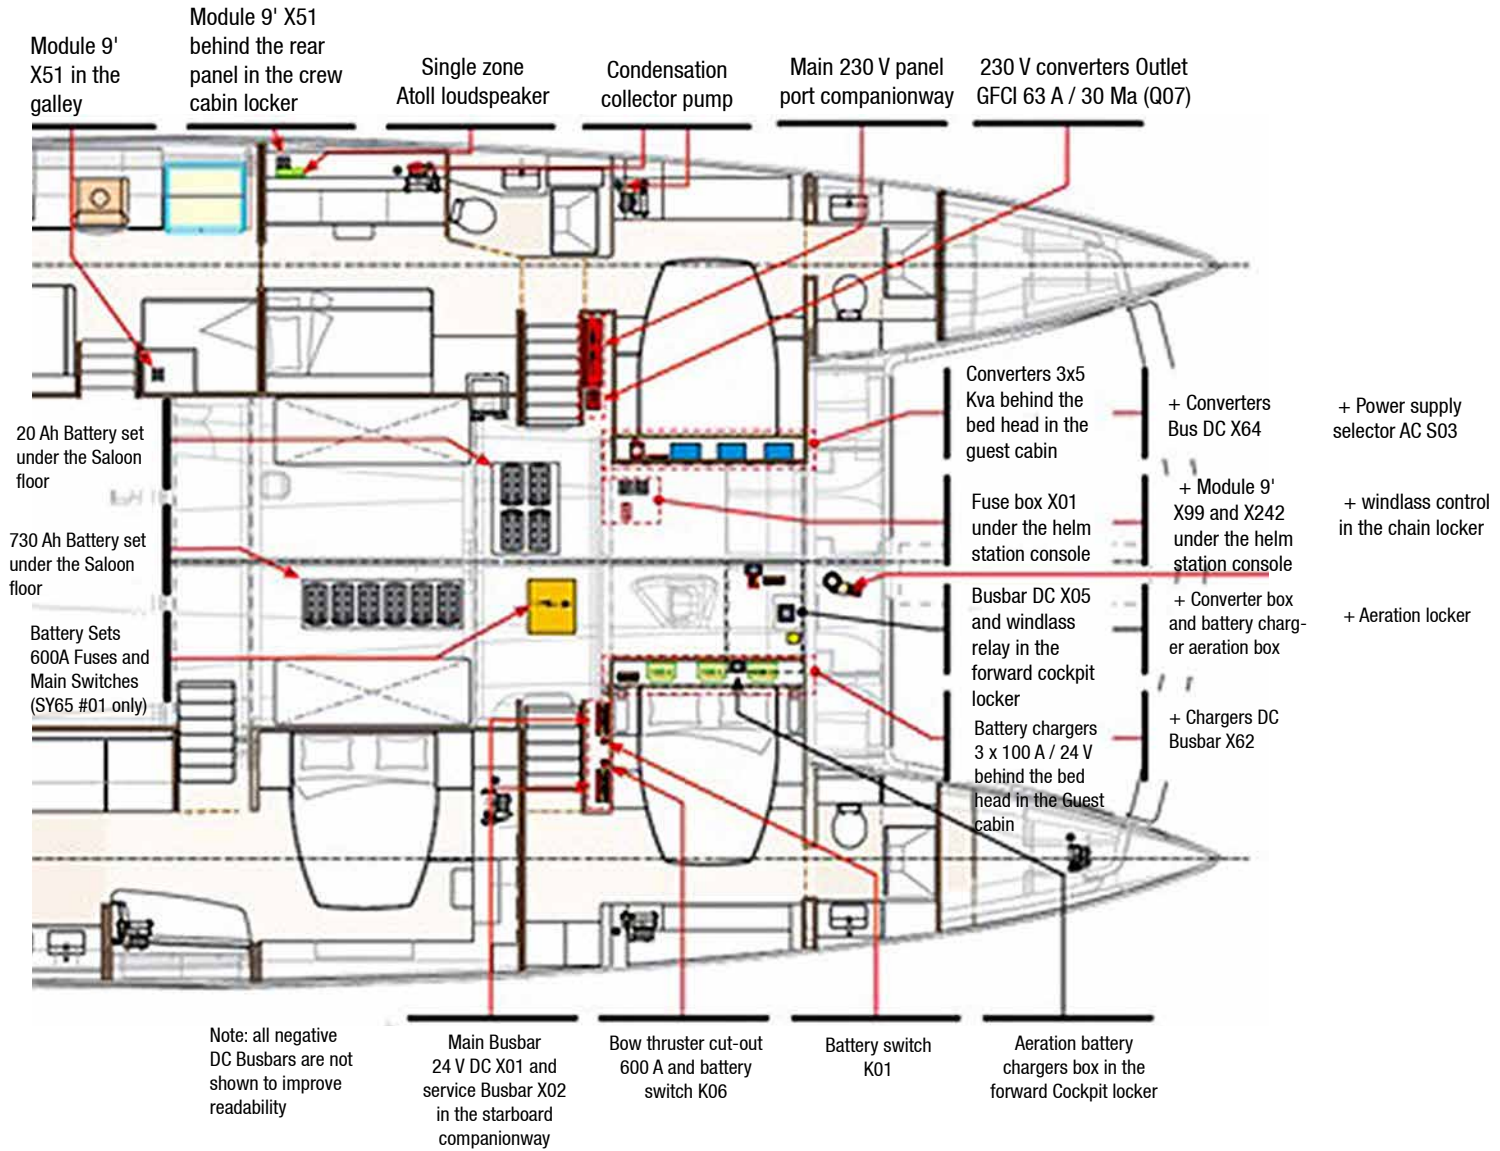 Module 9'
X51 in the
galley
Module 9' X51
behind the rear
panel in the crew
cabin locker
Single zone
Atoll loudspeaker
Condensation
collector pump
Main 230 V panel
port companionway
230 V converters Outlet
GFCI 63 A / 30 Ma (Q07)
20 Ah Battery set
under the Saloon
floor
730 Ah Battery set
under the Saloon
floor
Battery Sets
600A Fuses and
Main Switches
(SY65 #01 only)
Converters 3x5
Kva behind the
bed head in the
guest cabin
+ Converters
Bus DC X64
+ Power supply
selector AC S03
Fuse box X01
under the helm
station console
+ Module 9'
X99 and X242
under the helm
station console
+ windlass control
in the chain locker
Busbar DC X05
and windlass
relay in the
forward cockpit
locker
+ Converter box
and battery charg-
er aeration box
+ Aeration locker
Battery chargers
3 x 100 A / 24 V
behind the bed
head in the Guest
cabin
+ Chargers DC
Busbar X62
Note: all negative
DC Busbars are not
shown to improve
readability
Main Busbar
24 V DC X01 and
service Busbar X02
in the starboard
companionway
Bow thruster cut-out
600 A and battery
switch K06
Battery switch
K01
Aeration battery
chargers box in the
forward Cockpit locker